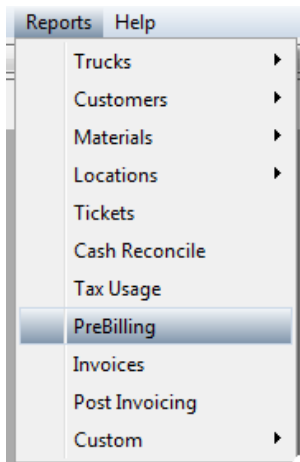 Reports Help
Trucks
Customers
Materials
Locations
Tickets
Cash Reconcile
Tax Usage
PreBilling
Invoices
Post Invoicing
Custom